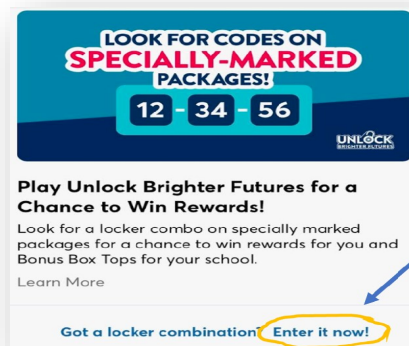 LOOK FOR CODES ON
SPECIALLY-MARKED
PACKAGES!
12 - 34 - 56
UNLOCK
BRIGHTER FUTURES
Play Unlock Brighter Futures for a
Chance to Win Rewards!
Look for a locker combo on specially marked
packages for a chance to win rewards for you and
Bonus Box Tops for your school.
Learn More
Got a locker combination? Enter it now!